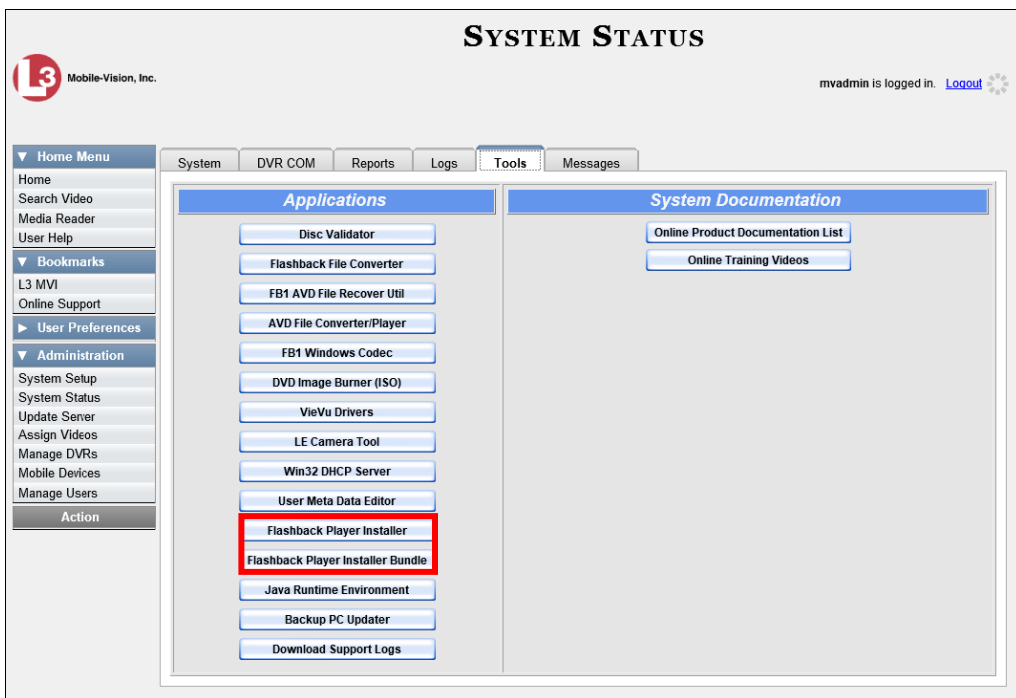 SYSTEM STATUS
L3 Mobile-Vision, Inc.
mvadmin is logged in. Logout
▼ Home Menu
Home
Search Video
Media Reader
User Help
▼ Bookmarks
L3 MVI
Online Support
► User Preferences
▼ Administration
System Setup
System Status
Update Server
Assign Videos
Manage DVRs
Mobile Devices
Manage Users
Action
System DVR COM Reports Logs Tools Messages
Applications
Disc Validator
Flashback File Converter
FB1 AVD File Recover Util
AVD File Converter/Player
FB1 Windows Codec
DVD Image Burner (ISO)
VieVu Drivers
LE Camera Tool
Win32 DHCP Server
User Meta Data Editor
Flashback Player Installer
Flashback Player Installer Bundle
Java Runtime Environment
Backup PC Updater
Download Support Logs
System Documentation
Online Product Documentation List
Online Training Videos